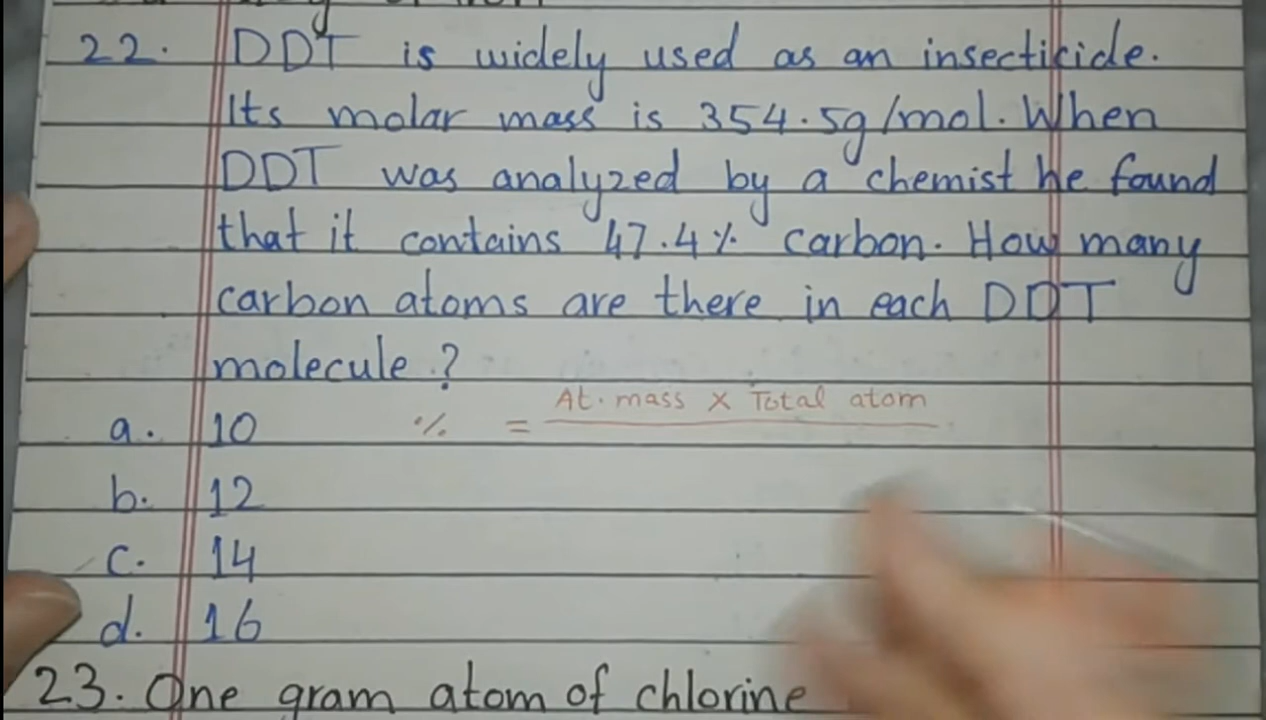 22. DDT is widely used as an insecticide.
Its molar mass is 354.5g/mol. When
DDT was analyzed by a chemist he found
that it contains 47.4% carbon. How many
carbon atoms are there in each DDT
molecule ?
At. mass x Total atom
a. 10 % =
b. 12
c. 14
d. 16
23. One gram atom of chlorine